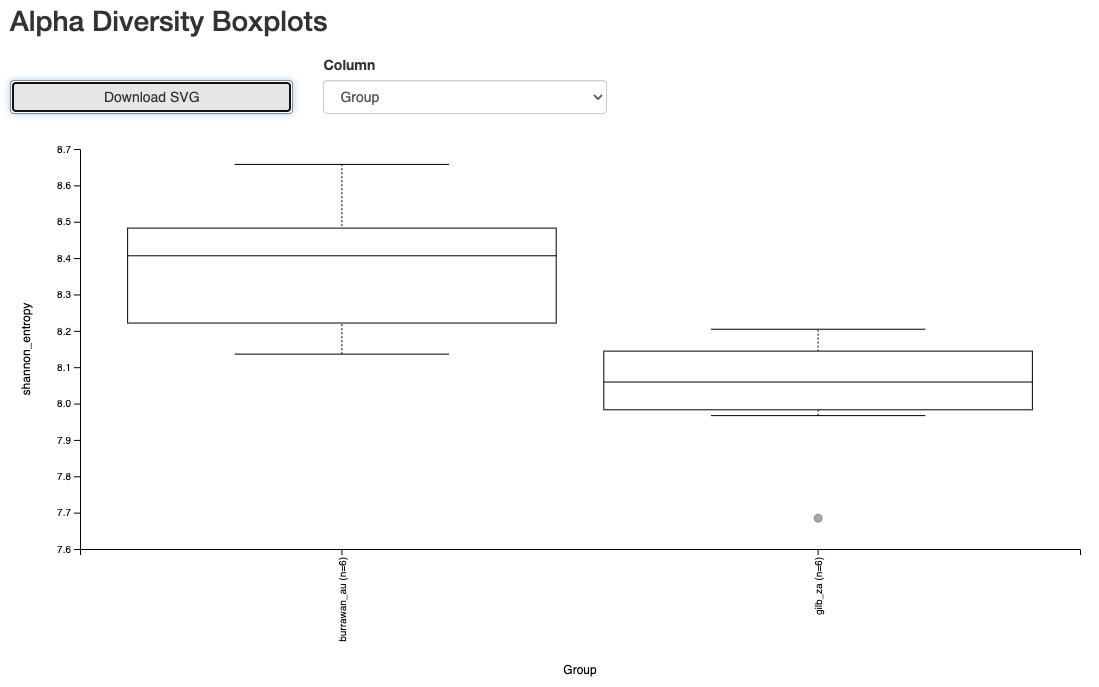 Alpha Diversity Boxplots
Column
Download SVG
Group
8.7
8.6
8.5
8.4
8.3
8.2
8.1
8.0
7.9
7.8
7.7
7.6
shannon_entropy
burrawan_au (n=6)
gilb_za (n=6)
Group